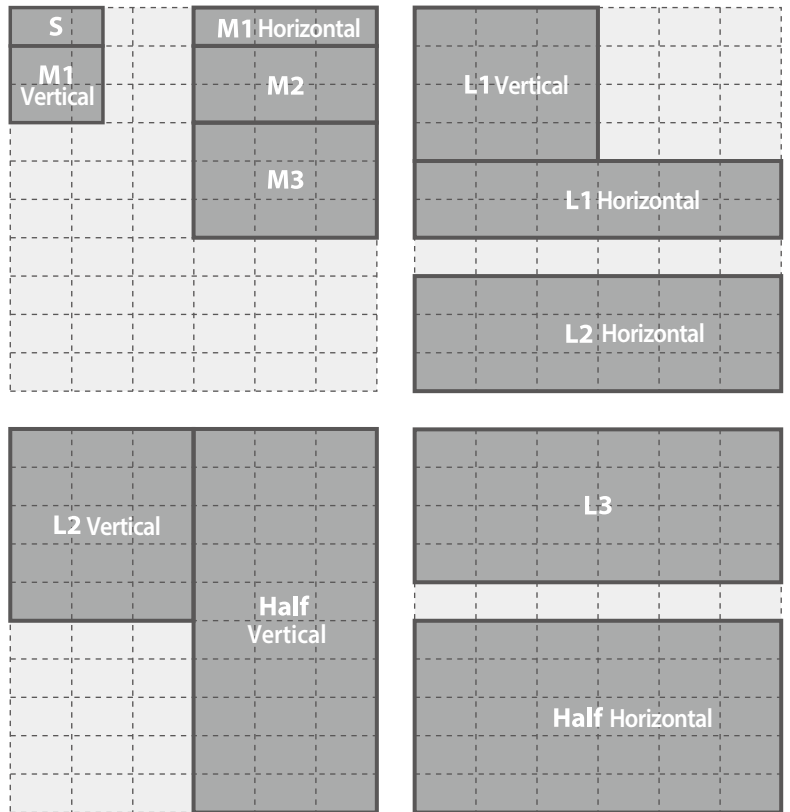 S
M1
Vertical
M1 Horizontal
M2
M3
L1 Vertical
L1 Horizontal
L2 Horizontal
L2 Vertical
Half
Vertical
L3
Half Horizontal